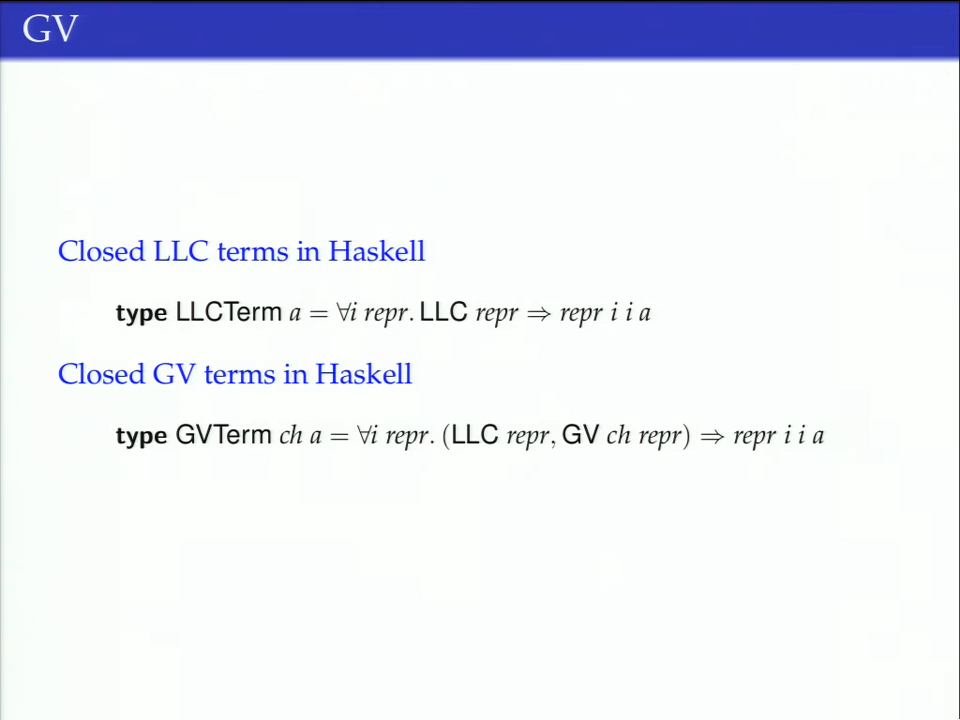 GV
Closed LLC terms in Haskell
type LLCTerm a = ∀i repr. LLC repr ⇒ repr i i a
Closed GV terms in Haskell
type GVTerm ch a = ∀i repr. (LLC repr, GV ch repr) ⇒ repr i i a